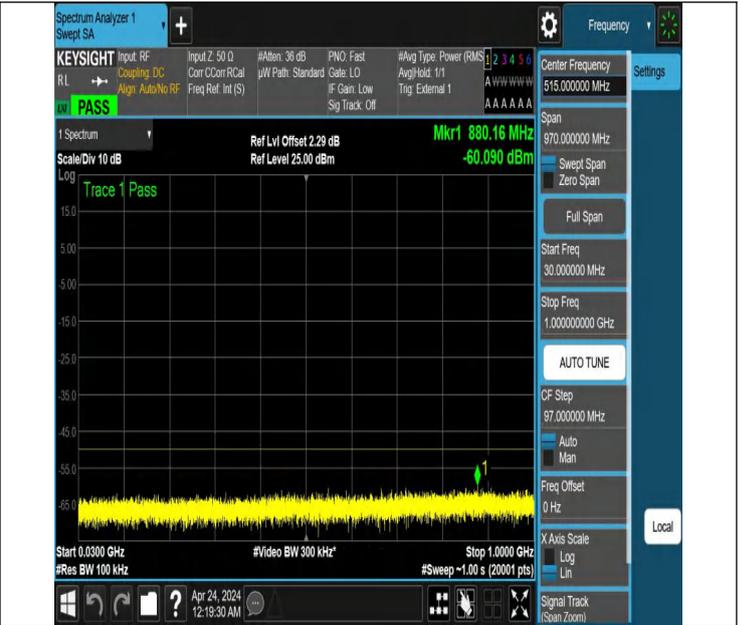 Spectrum Analyzer 1
Swept SA
+
Frequency
KEYSIGHT
RL
PASS
Input: RF
Coupling: DC
Align: Auto/No RF
Input Z: 50 Ω
Corr CCorr RCal
Freq Ref: Int (S)
#Atten: 36 dB
µW Path: Standard
PNO: Fast
Gate: LO
IF Gain: Low
Sig Track: Off
#Avg Type: Power (RMS
Avg|Hold: 1/1
Trig: External 1
1 2 3 4 5 6
A W W W W W
A A A A A A
1 Spectrum
Scale/Div 10 dB
Ref Lvl Offset 2.29 dB
Ref Level 25.00 dBm
Mkr1 880.16 MHz
-60.090 dBm
Log
Trace 1 Pass
15.0
5.00
-5.00
-15.0
-25.0
-35.0
-45.0
-55.0
-65.0
1
Start 0.0300 GHz
#Res BW 100 kHz
#Video BW 300 kHz*
Stop 1.0000 GHz
#Sweep ~1.00 s (20001 pts)
?
Apr 24, 2024
12:19:30 AM
Center Frequency
515.000000 MHz
Span
970.000000 MHz
Swept Span
Zero Span
Full Span
Start Freq
30.000000 MHz
Stop Freq
1.000000000 GHz
AUTO TUNE
CF Step
97.000000 MHz
Auto
Man
Freq Offset
0 Hz
X Axis Scale
Log
Lin
Signal Track
(Span Zoom)
Settings
Local